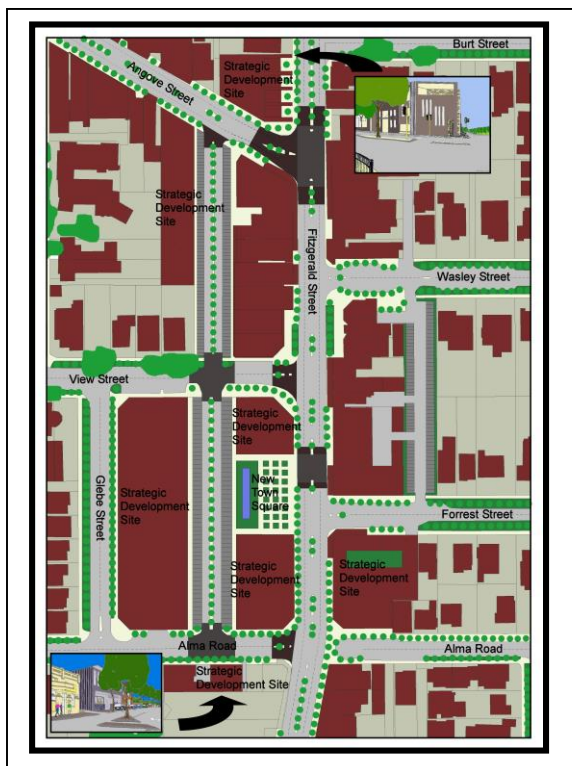 Burt Street
Strategic
Development
Site
Angove Street
Strategic
Development
Site
Fitzgerald Street
Wasley Street
View Street
Strategic
Development
Site
Glebe Street
Strategic
Development
Site
New
Town
Square
Forrest Street
Strategic
Development
Site
Strategic
Development
Site
Alma Road
Alma Road
Strategic
Development Site